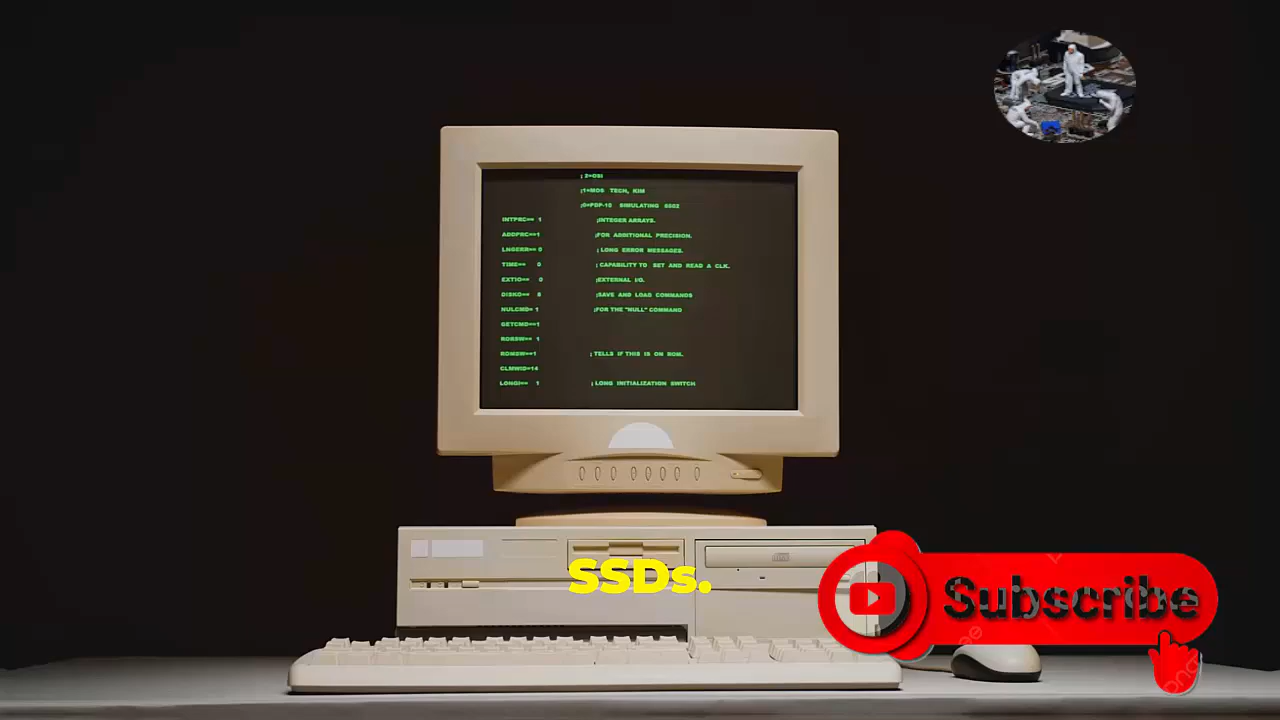 ; 2=OSI
;1=MOS TECH, KIM
;0=PDP-10 SIMULATING 6502
INTPRC== 1 ;INTEGER ARRAYS.
ADDPRC==1 ;FOR ADDITIONAL PRECISION.
LNGERR== 0 ; LONG ERROR MESSAGES.
TIME== 0 ; CAPABILITY TO SET AND READ A CLK.
EXTIO== 0 ;EXTERNAL I/O.
DISKO== 0 ;SAVE AND LOAD COMMANDS
NULCMD= 1 ;FOR THE "NULL" COMMAND
GETCMD==1
RORSW== 1
ROMSW==1 ; TELLS IF THIS IS ON ROM.
CLMWID=14
LONGI== 1 ; LONG INITIALIZATION SWITCH
SSDs.
Subscribe